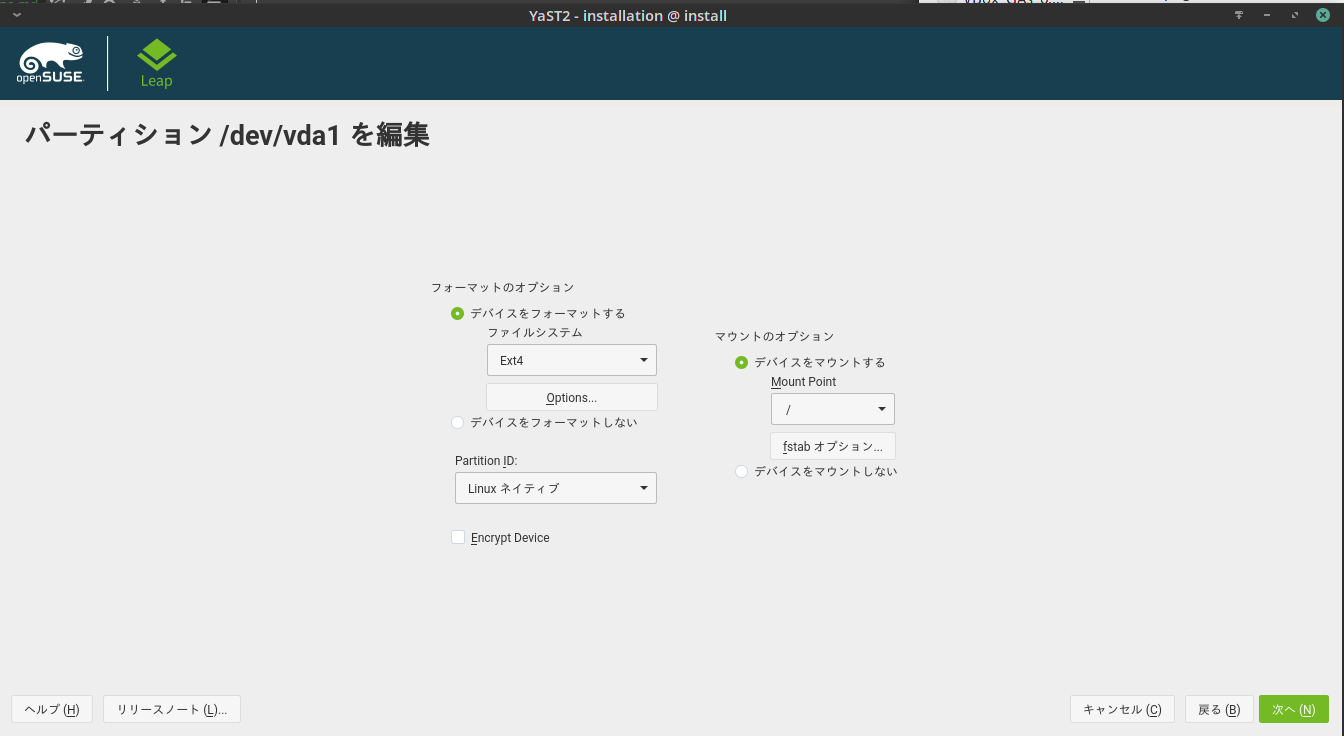 YaST2 - installation @ install
openSUSE
Leap
パーティション /dev/vda1 を編集
フォーマットのオプション
デバイスをフォーマットする
ファイルシステム
Ext4
Options...
デバイスをフォーマットしない
Partition ID:
Linux ネイティブ
Encrypt Device
マウントのオプション
デバイスをマウントする
Mount Point
/
fstab オプション...
デバイスをマウントしない
ヘルプ (H)
リリースノート (L)...
キャンセル (C)
戻る (B)
次へ (N)